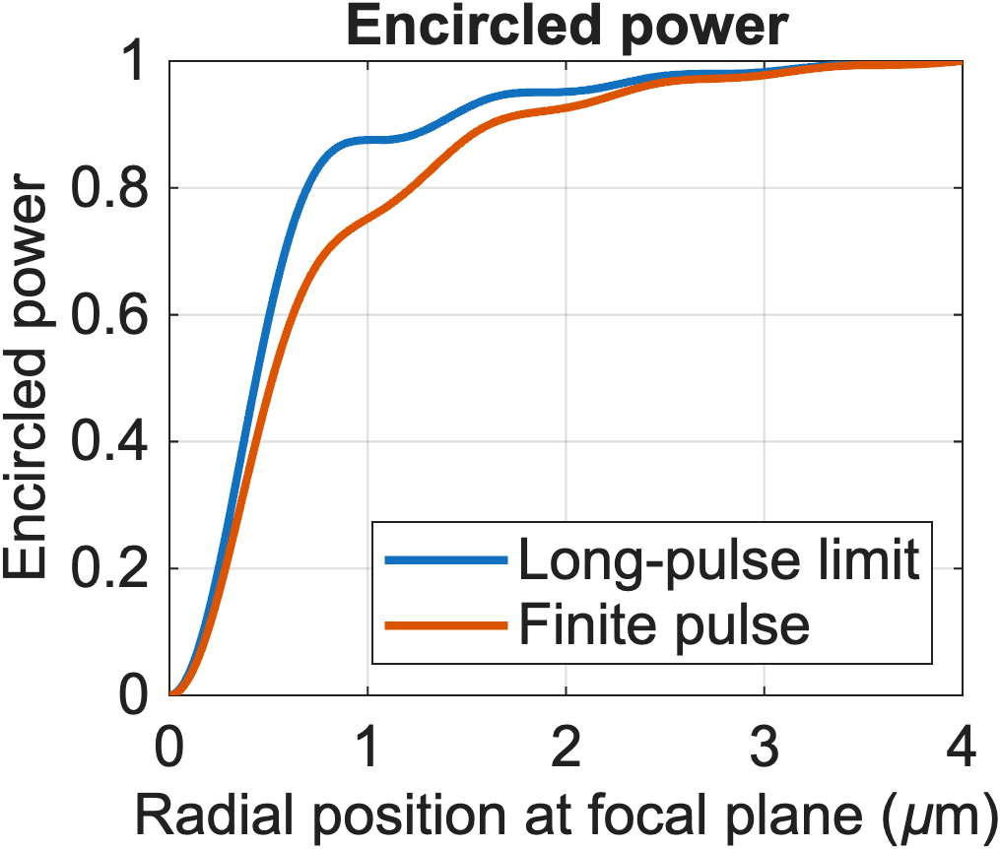 Encircled power
Encircled power
1
0.8
0.6
0.4
0.2
0
Long-pulse limit
Finite pulse
0 1 2 3 4
Radial position at focal plane (μm)